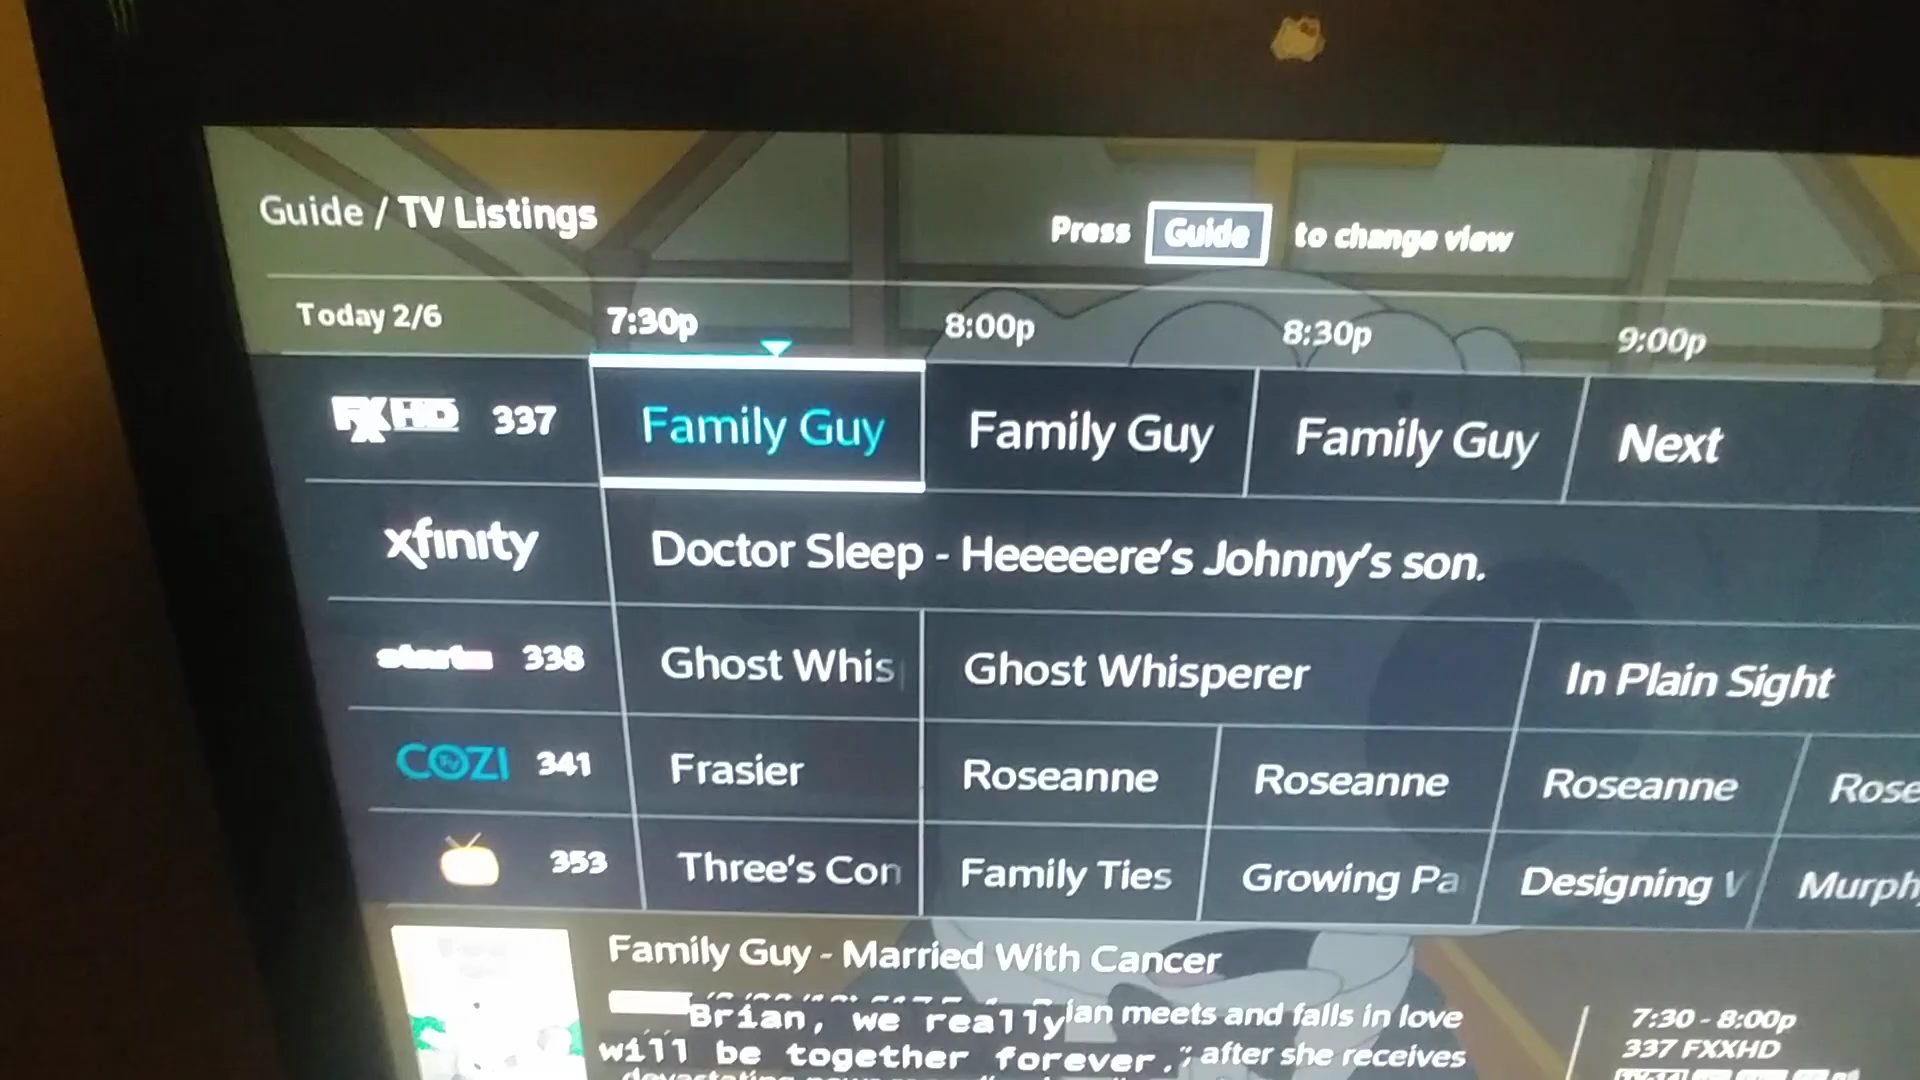 Guide / TV Listings
Press Guide to change view
Today 2/6 7:30p 8:00p 8:30p 9:00p
FXX HD 337 Family Guy Family Guy Family Guy Next
xfinity Doctor Sleep - Heeeeere's Johnny's son.
338 Ghost Whis Ghost Whisperer In Plain Sight
COZI TV 341 Frasier Roseanne Roseanne Roseanne Rose
353 Three's Con Family Ties Growing Pa Designing Murph
Family Guy - Married With Cancer
Brian, we really ian meets and falls in love
will be together forever." after she receives
7:30 - 8:00p
337 FXXHD